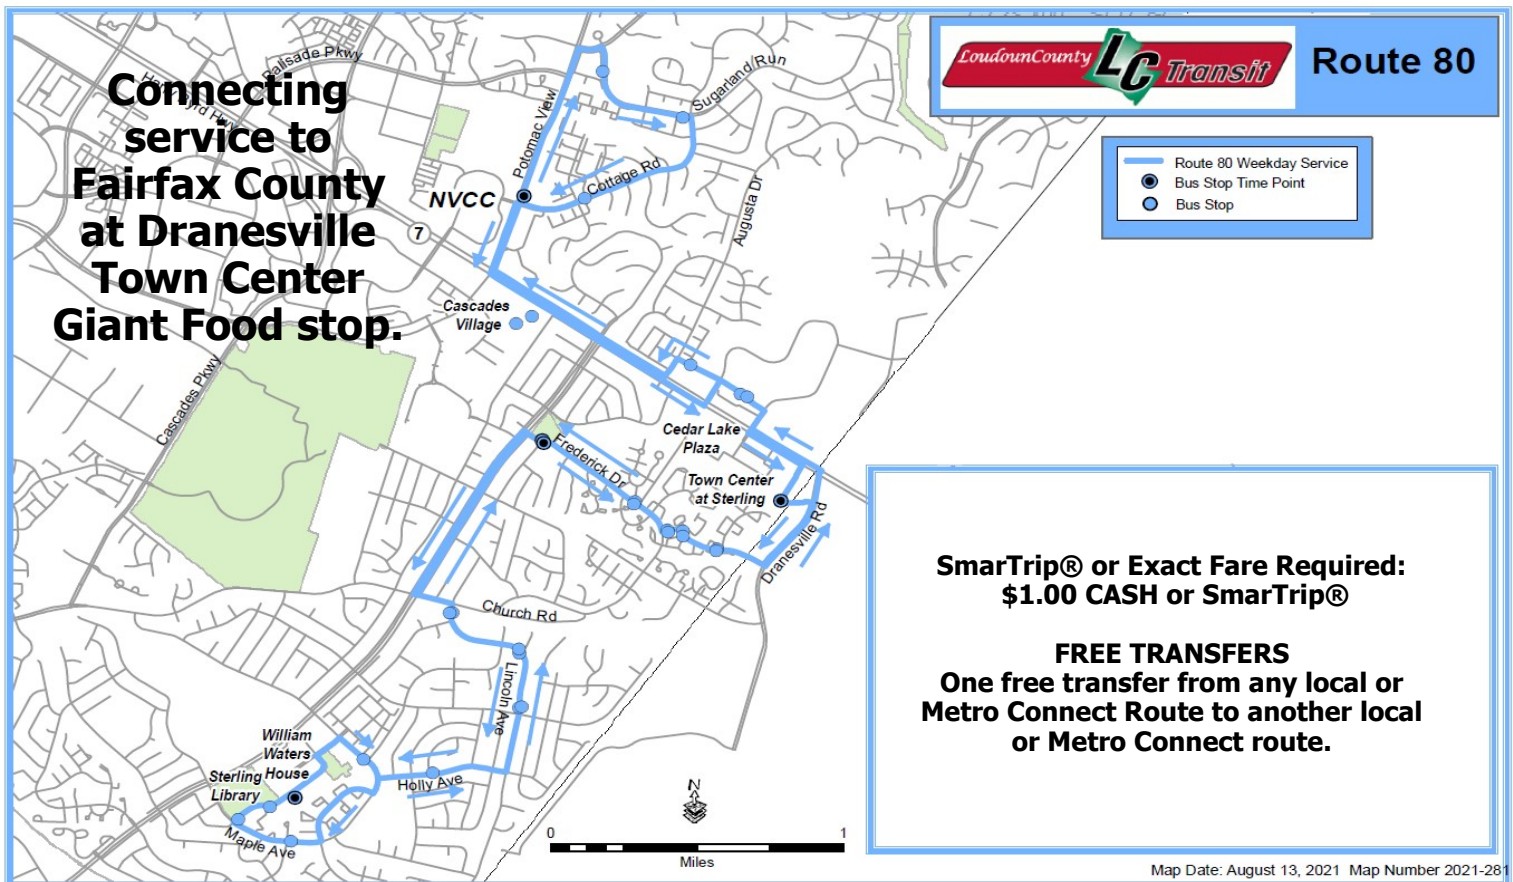 Connecting
service to
Fairfax County
at Dranesville
Town Center
Giant Food stop.
LoudounCounty LC Transit
Route 80
Route 80 Weekday Service
Bus Stop Time Point
Bus Stop
Palisade Pkwy
Potomac View
Sugarland Run
Cottage Rd
NVCC
Augusta Dr
7
Cascades
Village
Cascades Pkwy
Cedar Lake
Plaza
Frederick Dr
Town Center
at Sterling
Dranesville Rd
Church Rd
Lincoln Ave
William
Waters
House
Sterling
Library
Holly Ave
Maple Ave
N
0 1
Miles
SmarTrip® or Exact Fare Required:
$1.00 CASH or SmarTrip®
FREE TRANSFERS
One free transfer from any local or
Metro Connect Route to another local
or Metro Connect route.
Map Date: August 13, 2021 Map Number 2021-281